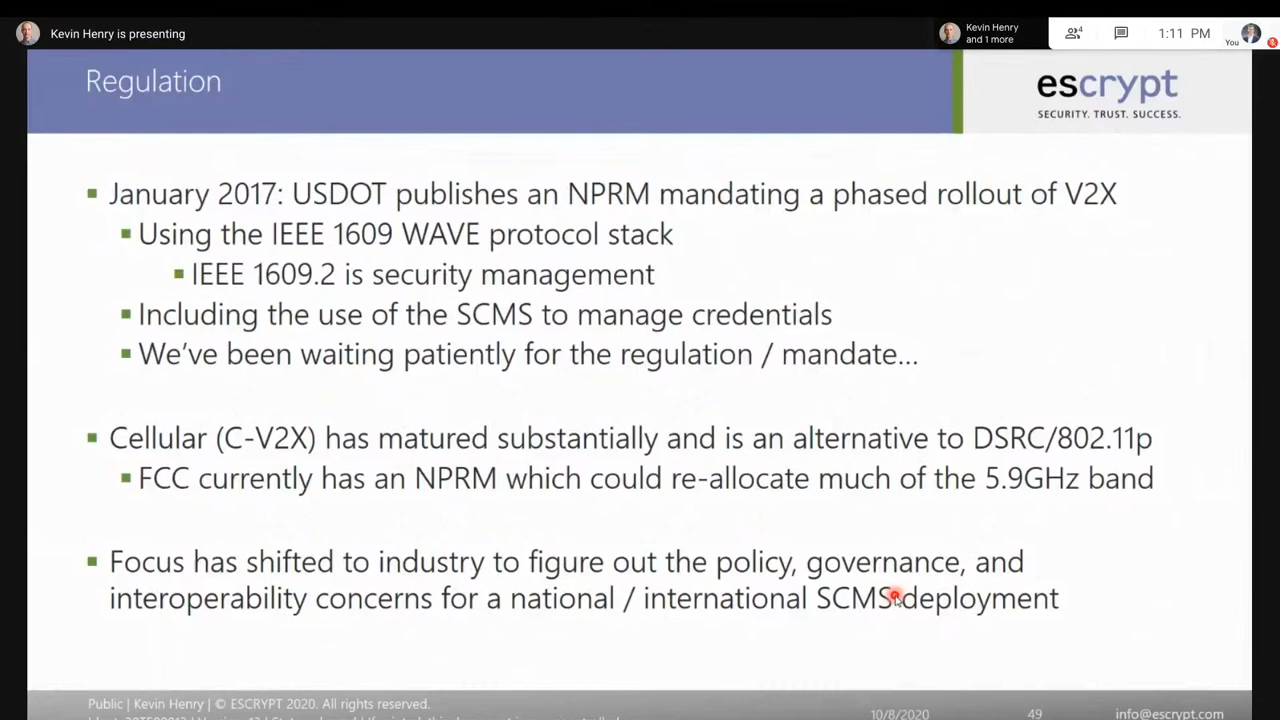 Kevin Henry is presenting
Kevin Henry
and 1 more
4
1:11 PM
You
Regulation
escrypt
SECURITY. TRUST. SUCCESS.
January 2017: USDOT publishes an NPRM mandating a phased rollout of V2X
Using the IEEE 1609 WAVE protocol stack
IEEE 1609.2 is security management
Including the use of the SCMS to manage credentials
We've been waiting patiently for the regulation / mandate...
Cellular (C-V2X) has matured substantially and is an alternative to DSRC/802.11p
FCC currently has an NPRM which could re-allocate much of the 5.9GHz band
Focus has shifted to industry to figure out the policy, governance, and
interoperability concerns for a national / international SCMS deployment
Public | Kevin Henry | © ESCRYPT 2020. All rights reserved.
10/8/2020
49
info@escrypt.com